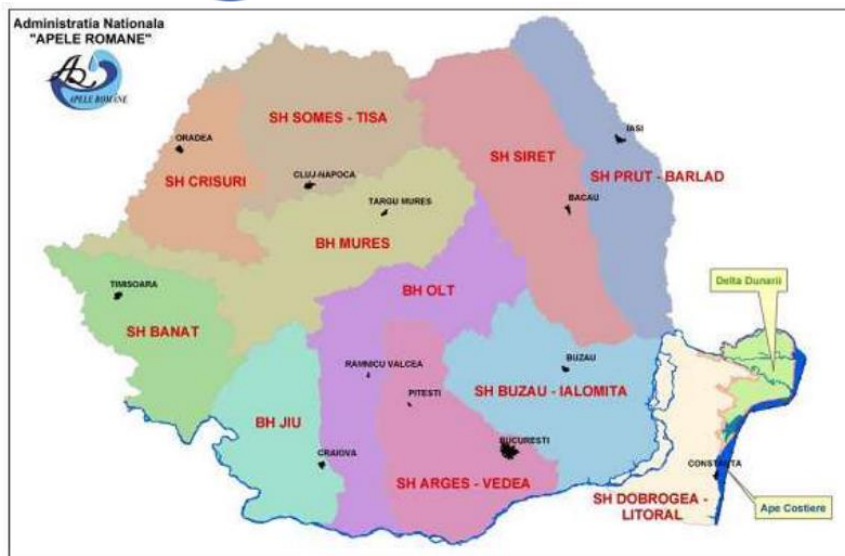 Administratia Nationala
"APELE ROMANE"
APELE ROMANE
SH SOMES - TISA
ORADEA
IASI
SH SIRET
CLUJ-NAPOCA
SH CRISURI
SH PRUT - BARLAD
BACAU
TARGU MURES
BH MURES
TIMISOARA
Delta Dunarii
BH OLT
SH BANAT
BUZAU
RAMNICU VALCEA
PITESTI
SH BUZAU - IALOMITA
BH JIU
BUCURESTI
CRAIOVA
CONSTANTA
SH ARGES - VEDEA
SH DOBROGEA -
LITORAL
Ape Costiere